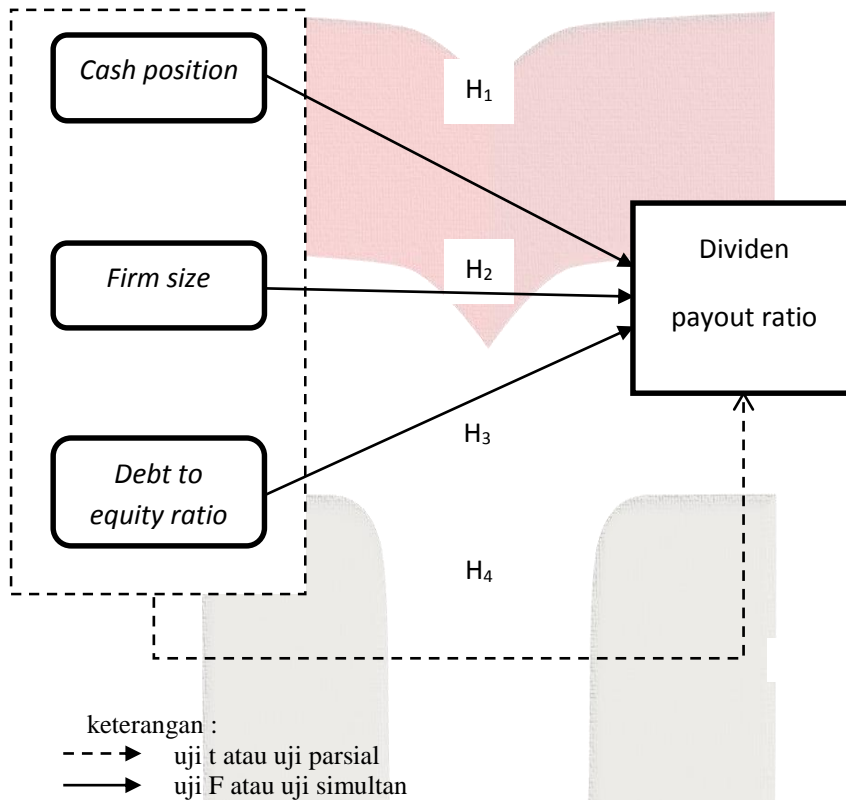 Cash position
H₁
Firm size
H₂
Dividen
payout ratio
H₃
Debt to
equity ratio
H₄
keterangan :
uji t atau uji parsial
uji F atau uji simultan